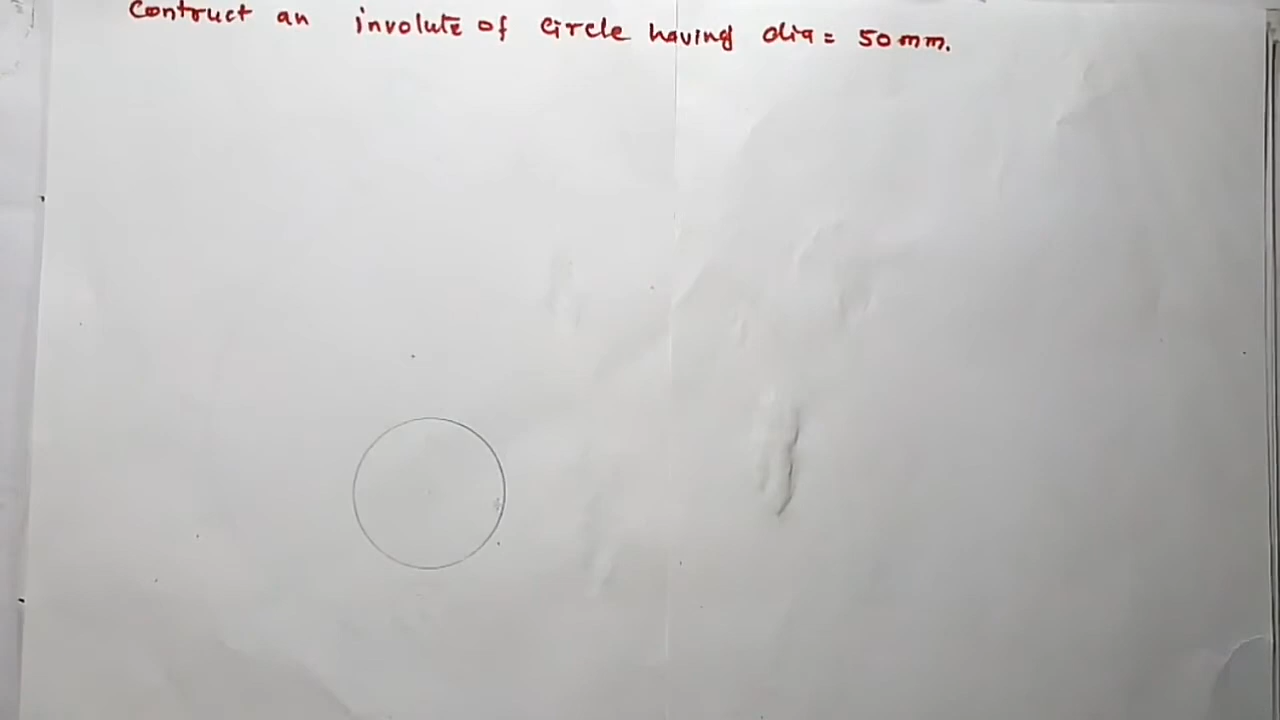 Contruct an involute of Circle having dia = 50mm.